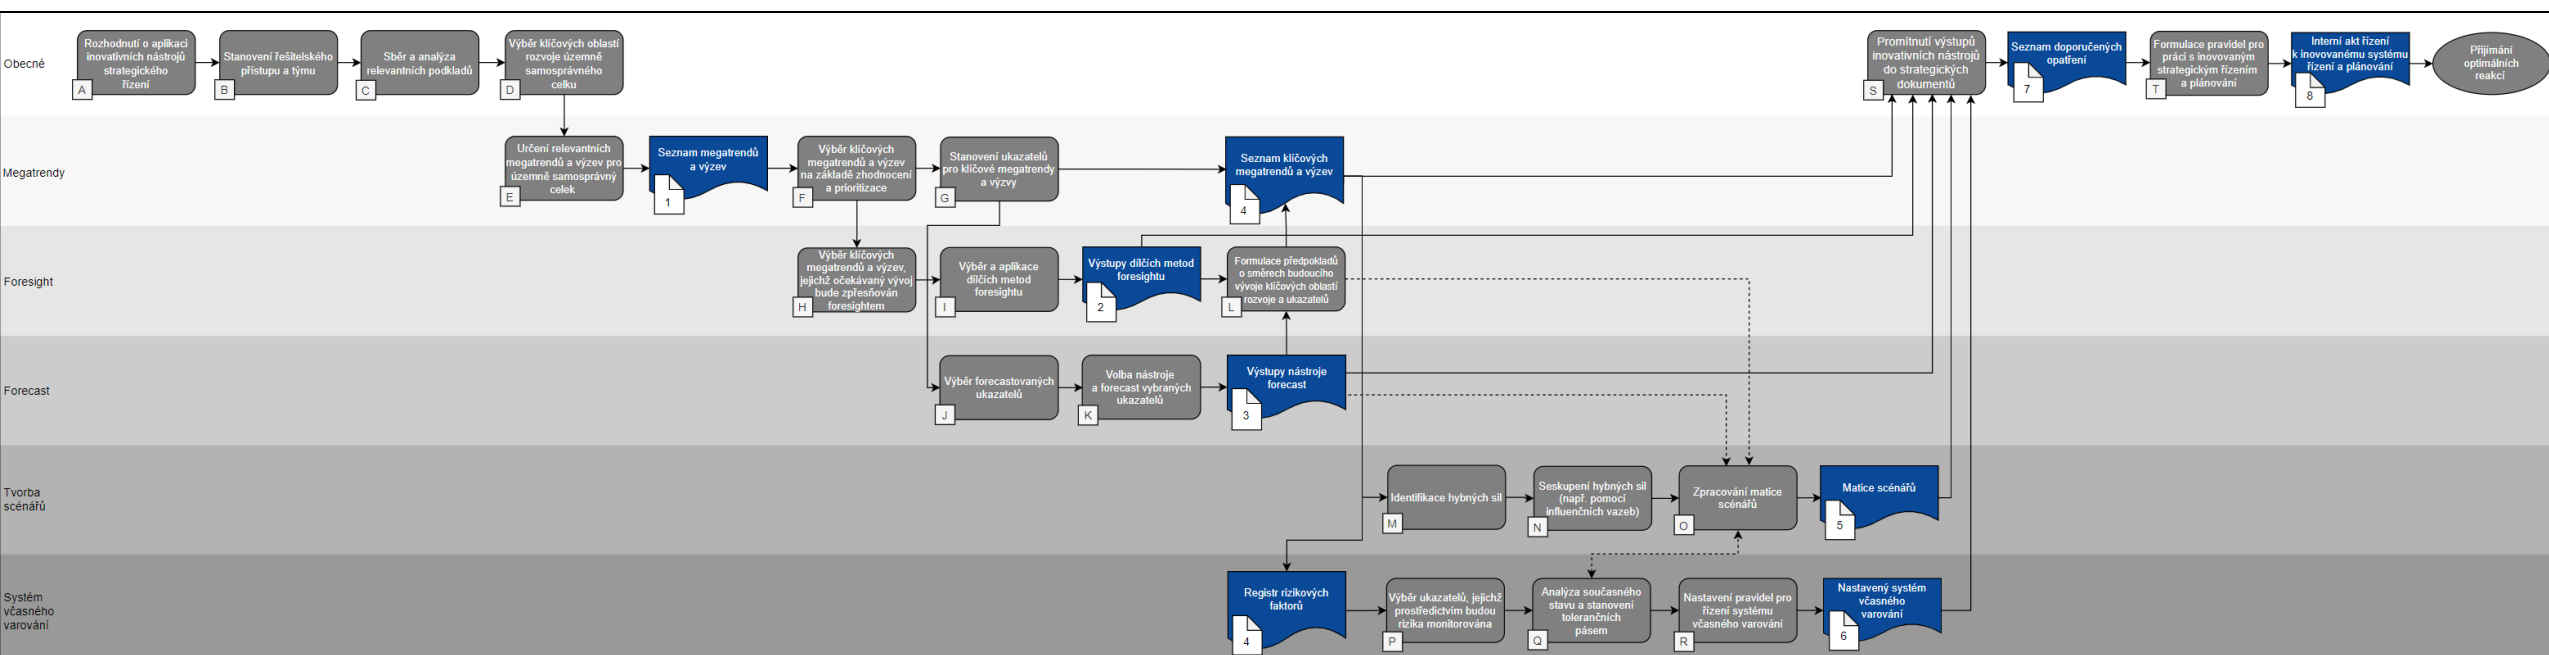 Obecné
Rozhodnutí o aplikaci
inovativních nástrojů
strategického
řízení
A
Stanovení řešitelského
přístupu a týmu
B
Sběr a analýza
relevantních podkladů
C
Výběr klíčových oblastí
rozvoje územně
samosprávného
celku
D
Promítnutí výstupů
inovativních nástrojů
do strategických
dokumentů
S
Seznam doporučených
opatření
7
Formulace pravidel pro
práci s inovovaným
strategickým řízením
a plánování
T
Interní akt řízení
k inovovanému systému
řízení a plánování
8
Přijímání
optimálních
reakcí
Megatrendy
Určení relevantních
megatrendů a výzev pro
územně samosprávný
celek
E
Seznam megatrendů
a výzev
1
Výběr klíčových
megatrendů a výzev
na základě zhodnocení
a prioritizace
F
Stanovení ukazatelů
pro klíčové megatrendy
a výzvy
G
Seznam klíčových
megatrendů a výzev
4
Foresight
Výběr klíčových
megatrendů a výzev,
jejichž očekávaný vývoj
bude zpřesňován
foresightem
H
Výběr a aplikace
dílčích metod
foresightu
I
Výstupy dílčích metod
foresightu
2
Formulace předpokladů
o směrech budoucího
vývoje klíčových oblastí
rozvoje a ukazatelů
L
Forecast
Výběr forecastovaných
ukazatelů
J
Volba nástroje
a forecast vybraných
ukazatelů
K
Výstupy nástroje
forecast
3
Tvorba
scénářů
Identifikace hybných sil
M
Seskupení hybných sil
(např. pomocí
influenčních vazeb)
N
Zpracování matice
scénářů
O
Matice scénářů
5
Systém
včasného
varování
Registr rizikových
faktorů
4
Výběr ukazatelů, jejichž
prostředictvím budou
rizika monitorována
P
Analýza současného
stavu a stanovení
tolerančních
pásem
Q
Nastavení pravidel pro
řízení systému
včasného varování
R
Nastavený systém
včasného
varování
6